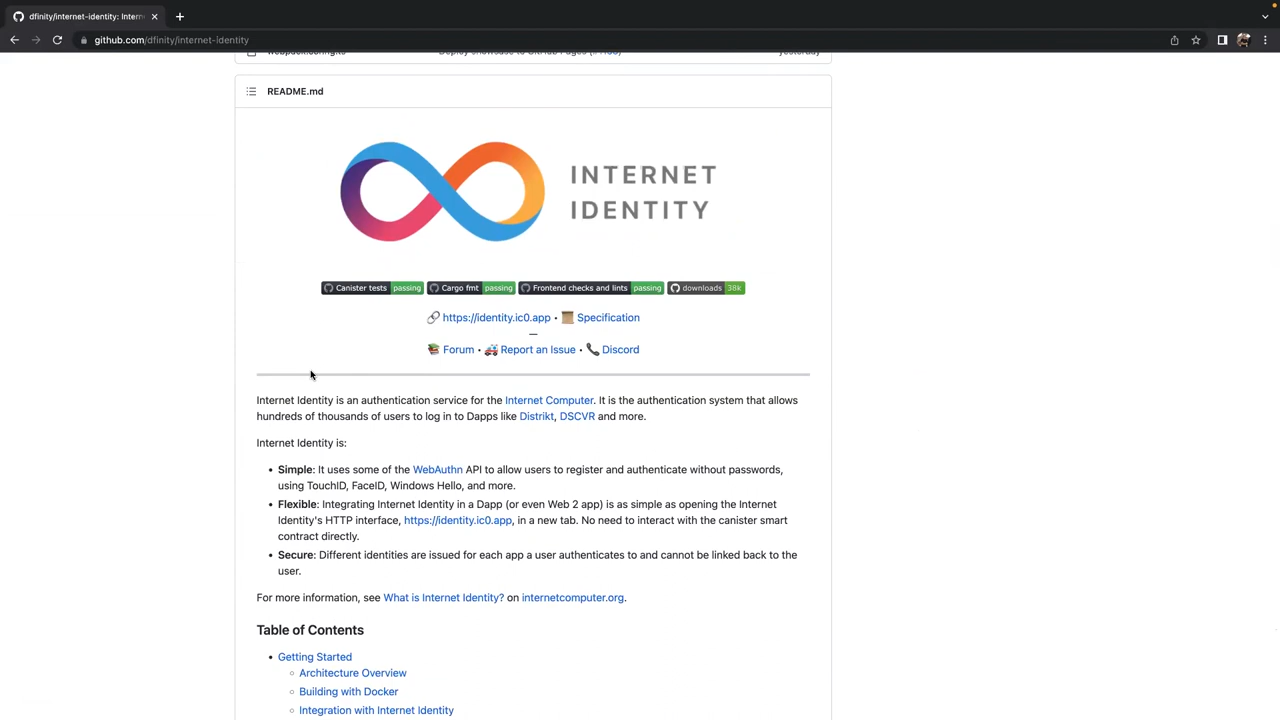 dfinity/internet-identity: Intern
github.com/dfinity/internet-identity
webpack.config.ts Deploy showcase to GitHub Pages yesterday
README.md
INTERNET
IDENTITY
Canister tests passing Cargo fmt passing Frontend checks and lints passing downloads 38k
https://identity.ic0.app • Specification
—
Forum • Report an Issue • Discord
Internet Identity is an authentication service for the Internet Computer. It is the authentication system that allows
hundreds of thousands of users to log in to Dapps like Distrikt, DSCVR and more.
Internet Identity is:
• Simple: It uses some of the WebAuthn API to allow users to register and authenticate without passwords,
using TouchID, FaceID, Windows Hello, and more.
• Flexible: Integrating Internet Identity in a Dapp (or even Web 2 app) is as simple as opening the Internet
Identity's HTTP interface, https://identity.ic0.app, in a new tab. No need to interact with the canister smart
contract directly.
• Secure: Different identities are issued for each app a user authenticates to and cannot be linked back to the
user.
For more information, see What is Internet Identity? on internetcomputer.org.
Table of Contents
• Getting Started
○ Architecture Overview
○ Building with Docker
○ Integration with Internet Identity